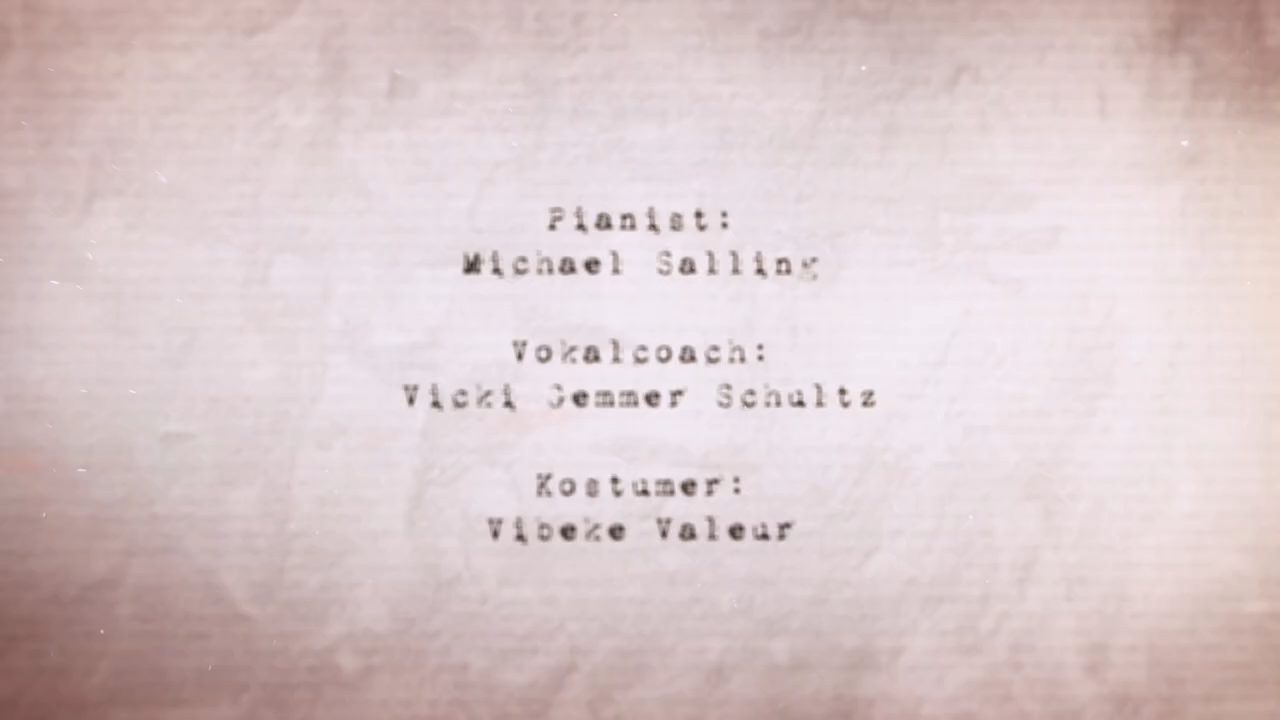 Pianist:
Michael Salling
Vokalcoach:
Vicki Gemmer Schultz
Kostumer:
Vibeke Valeur